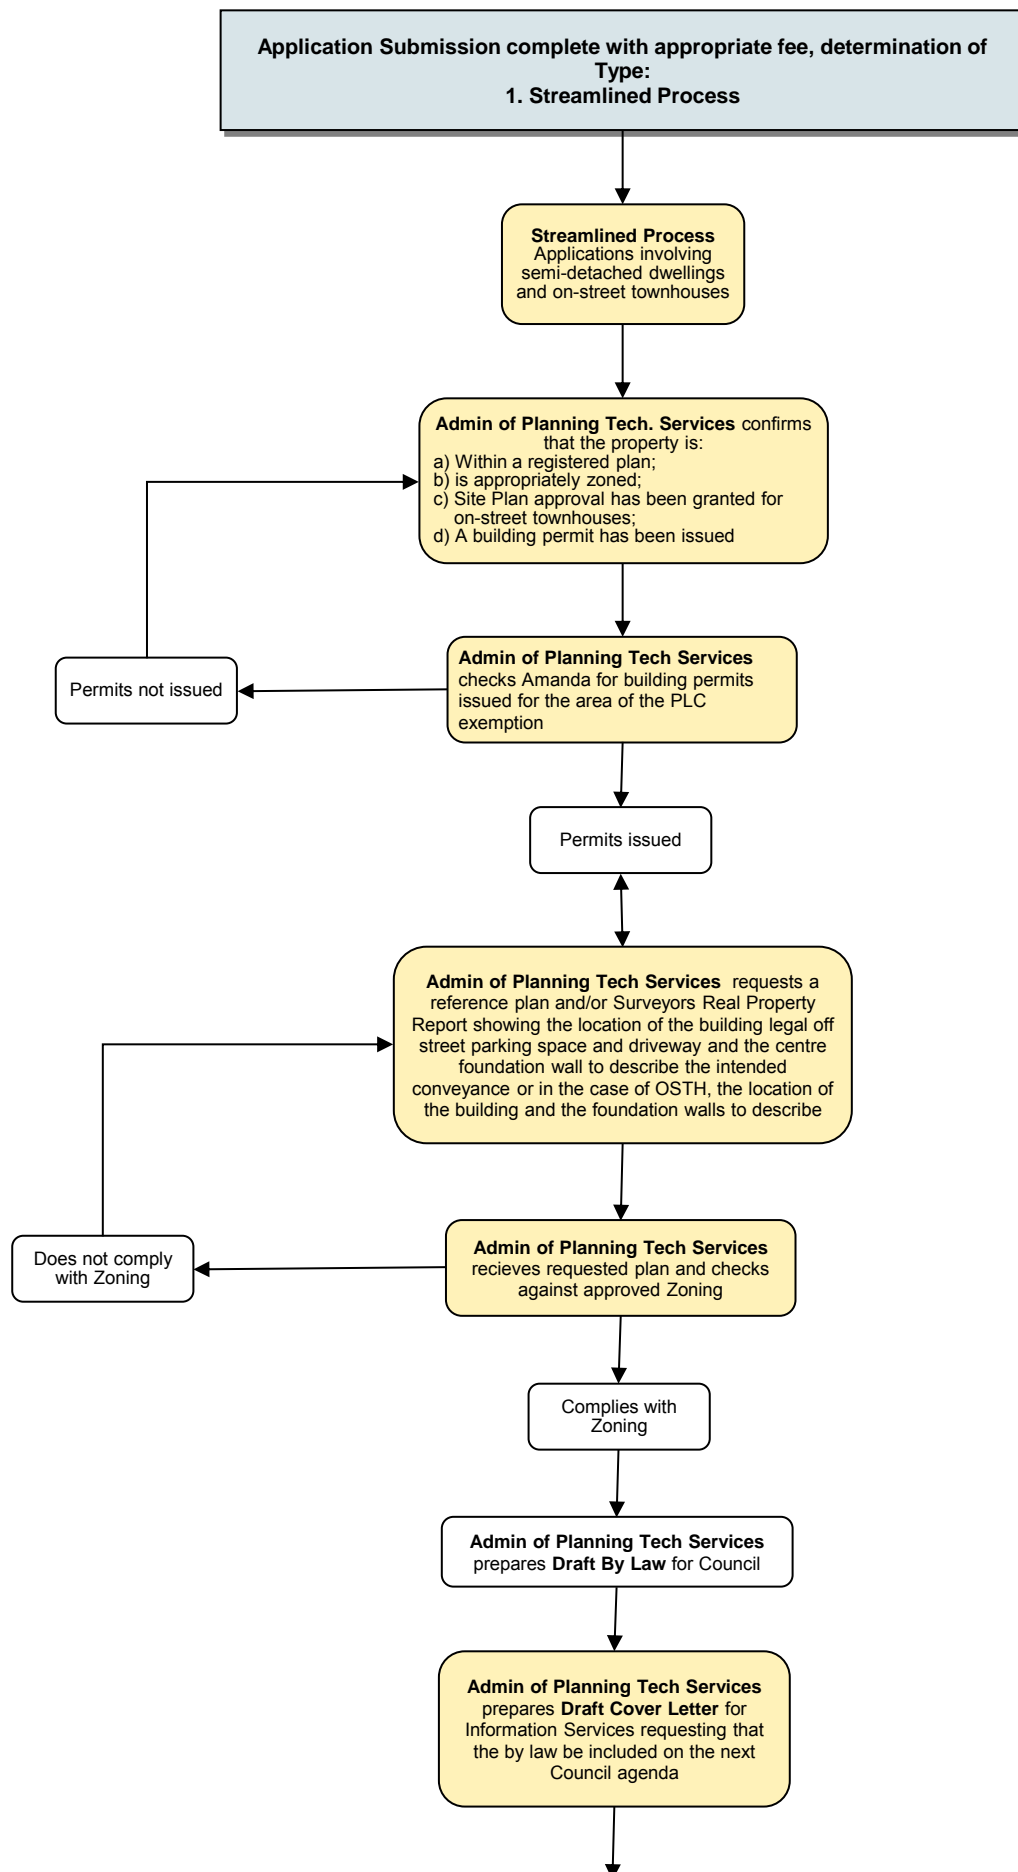 Application Submission complete with appropriate fee, determination of
Type:
1. Streamlined Process
Streamlined Process
Applications involving
semi-detached dwellings
and on-street townhouses
Admin of Planning Tech. Services confirms
that the property is:
a) Within a registered plan;
b) is appropriately zoned;
c) Site Plan approval has been granted for
on-street townhouses;
d) A building permit has been issued
Permits not issued
Admin of Planning Tech Services
checks Amanda for building permits
issued for the area of the PLC
exemption
Permits issued
Admin of Planning Tech Services requests a
reference plan and/or Surveyors Real Property
Report showing the location of the building legal off
street parking space and driveway and the centre
foundation wall to describe the intended
conveyance or in the case of OSTH, the location of
the building and the foundation walls to describe
Does not comply
with Zoning
Admin of Planning Tech Services
recieves requested plan and checks
against approved Zoning
Complies with
Zoning
Admin of Planning Tech Services
prepares Draft By Law for Council
Admin of Planning Tech Services
prepares Draft Cover Letter for
Information Services requesting that
the by law be included on the next
Council agenda